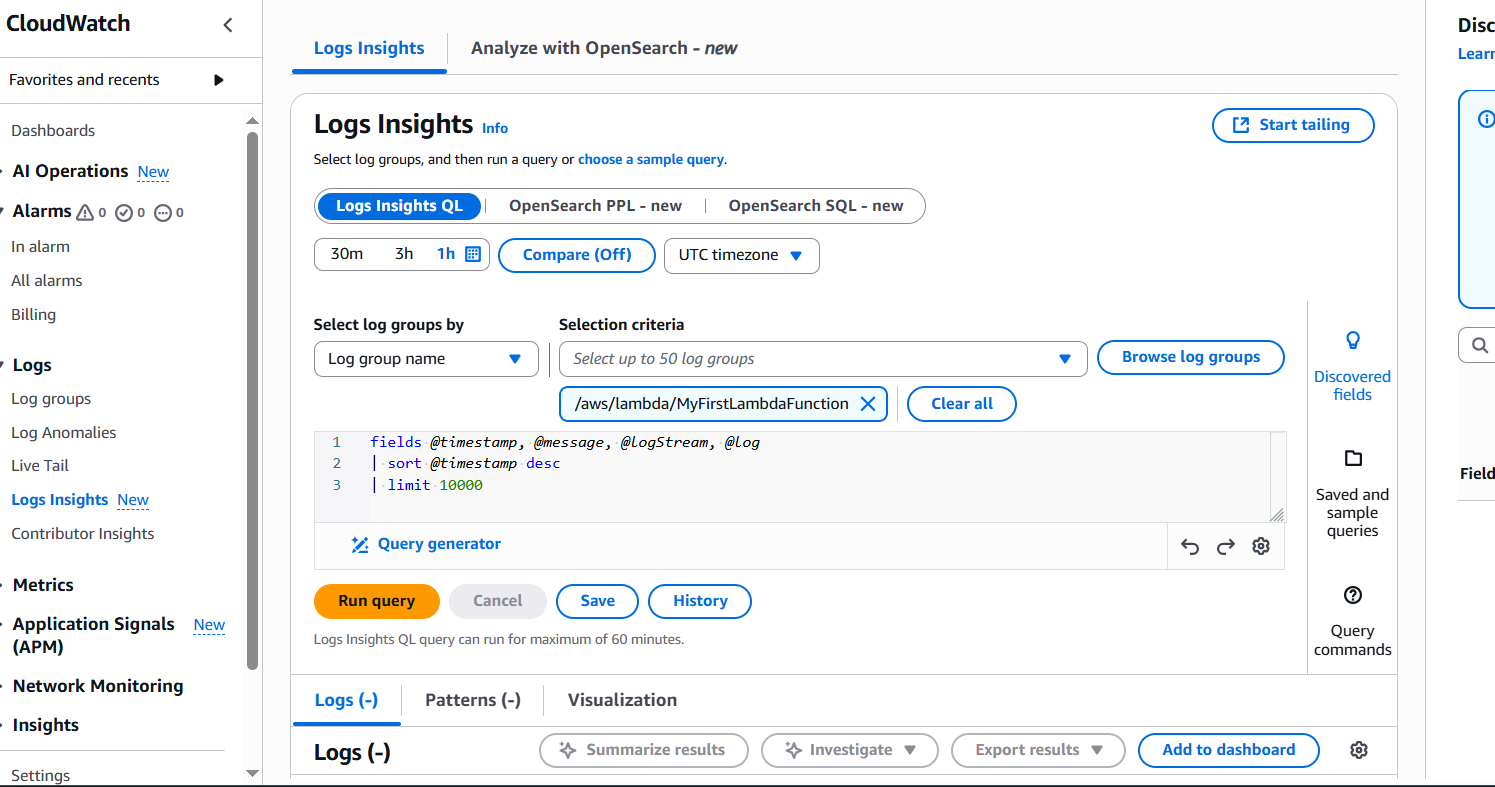 CloudWatch
Favorites and recents
Dashboards
AI Operations New
Alarms 0 0 0
In alarm
All alarms
Billing
Logs
Log groups
Log Anomalies
Live Tail
Logs Insights New
Contributor Insights
Metrics
Application Signals New
(APM)
Network Monitoring
Insights
Settings
Logs Insights
Analyze with OpenSearch - new
Logs Insights Info
Start tailing
Select log groups, and then run a query or choose a sample query.
Logs Insights QL
OpenSearch PPL - new
OpenSearch SQL - new
30m 3h 1h
Compare (Off)
UTC timezone
Select log groups by
Selection criteria
Log group name
Select up to 50 log groups
Browse log groups
/aws/lambda/MyFirstLambdaFunction
Clear all
1 fields @timestamp, @message, @logStream, @log
2 | sort @timestamp desc
3 | limit 10000
Query generator
Run query
Cancel
Save
History
Logs Insights QL query can run for maximum of 60 minutes.
Discovered
fields
Saved and
sample
queries
Query
commands
Logs (-)
Patterns (-)
Visualization
Logs (-)
Summarize results
Investigate
Export results
Add to dashboard
Disc
Learn
Field